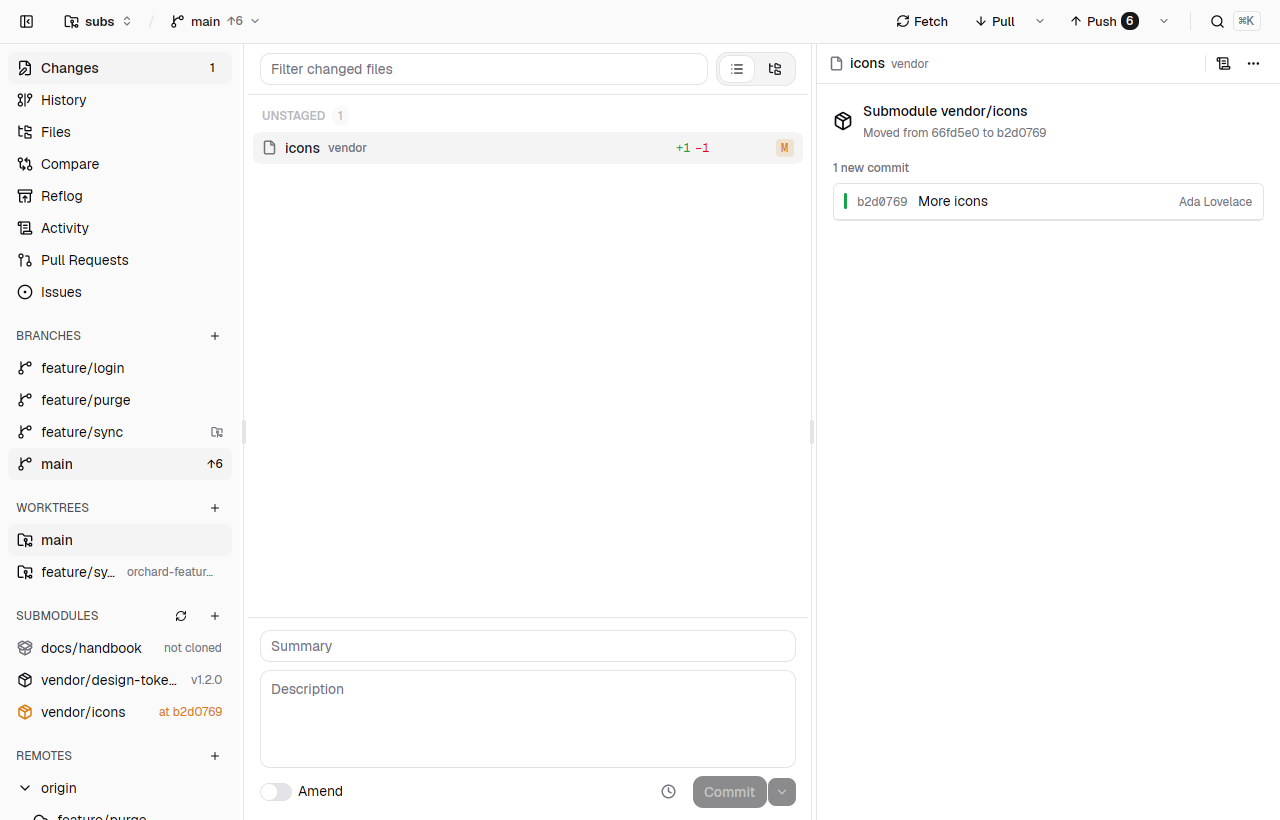 subs
main ↑6
Fetch
Pull
Push 6
⌘K
Changes 1
History
Files
Compare
Reflog
Activity
Pull Requests
Issues
BRANCHES
feature/login
feature/purge
feature/sync
main ↑6
WORKTREES
main
feature/sy… orchard-featur…
SUBMODULES
docs/handbook not cloned
vendor/design-toke… v1.2.0
vendor/icons at b2d0769
REMOTES
origin
feature/purge
Filter changed files
UNSTAGED 1
icons vendor +1 −1 M
Summary
Description
Amend
Commit
icons vendor
Submodule vendor/icons
Moved from 66fd5e0 to b2d0769
1 new commit
b2d0769 More icons Ada Lovelace